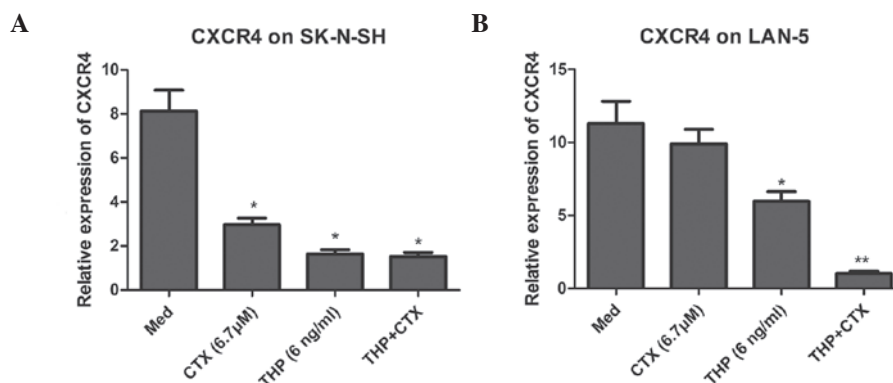 A
CXCR4 on SK-N-SH
Relative expression of CXCR4
10
8
6
4
2
0
*
*
*
Med
CTX (6.7µM)
THP (6 ng/ml)
THP+CTX
B
CXCR4 on LAN-5
Relative expression of CXCR4
15
10
5
0
*
**
Med
CTX (6.7µM)
THP (6 ng/ml)
THP+CTX